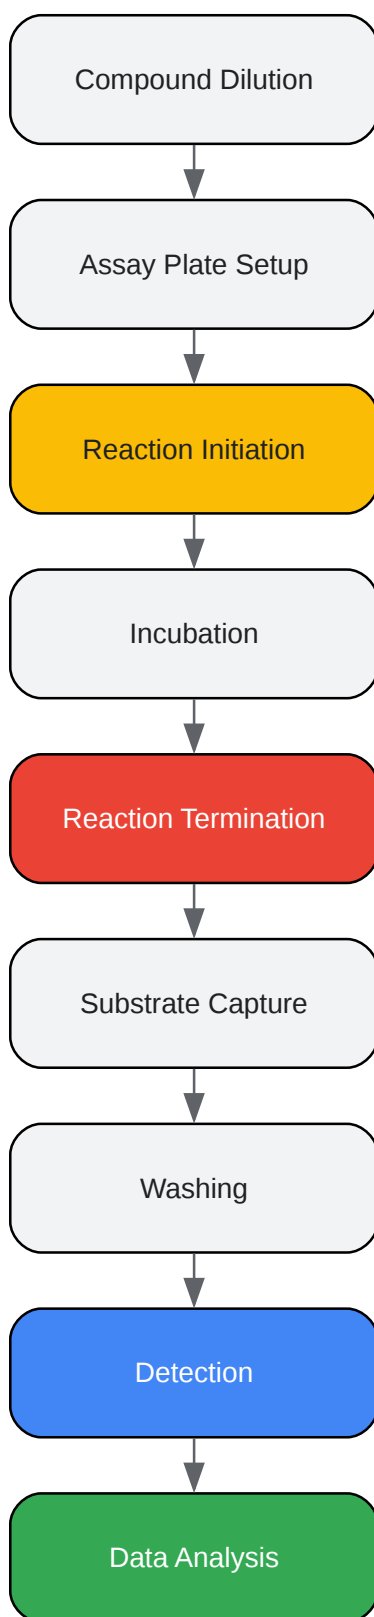 Compound Dilution
Assay Plate Setup
Reaction Initiation
Incubation
Reaction Termination
Substrate Capture
Washing
Detection
Data Analysis